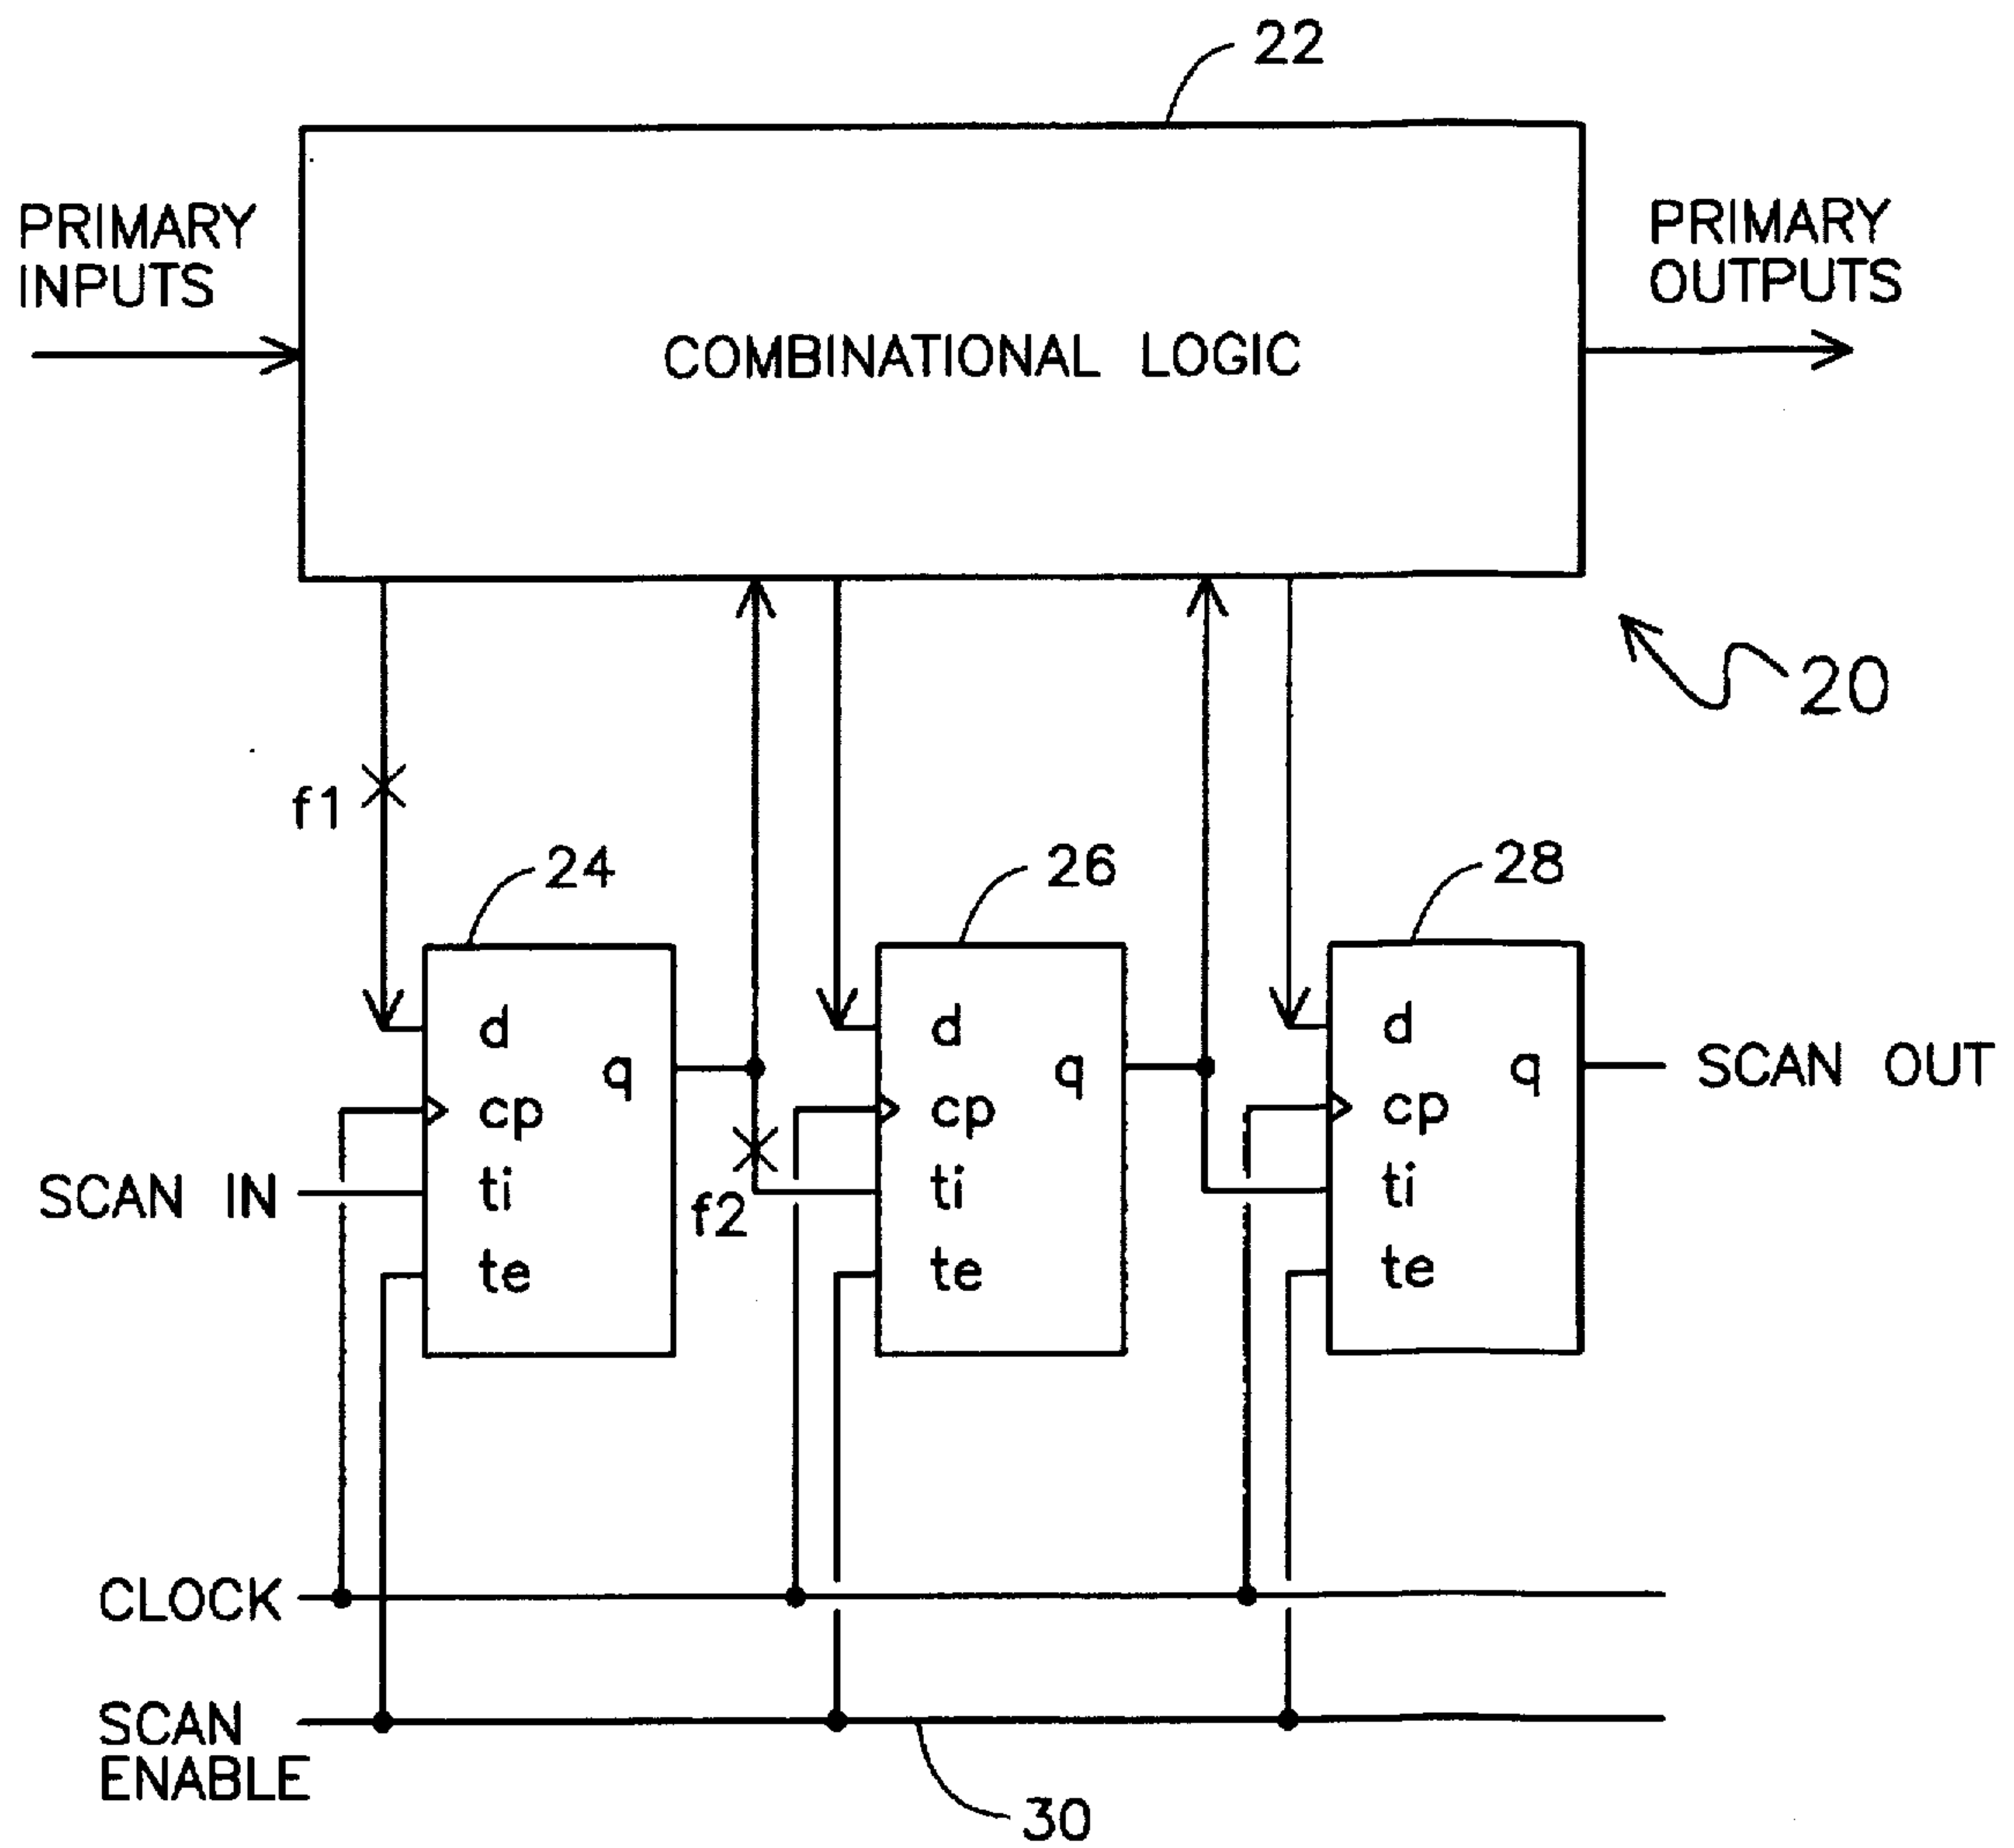 22
PRIMARY
INPUTS
PRIMARY
OUTPUTS
COMBINATIONAL LOGIC
20
f1
24
26
28
d
q
cp
ti
te
d
q
cp
ti
te
d
q
cp
ti
te
SCAN OUT
SCAN IN
f2
CLOCK
SCAN
ENABLE
30